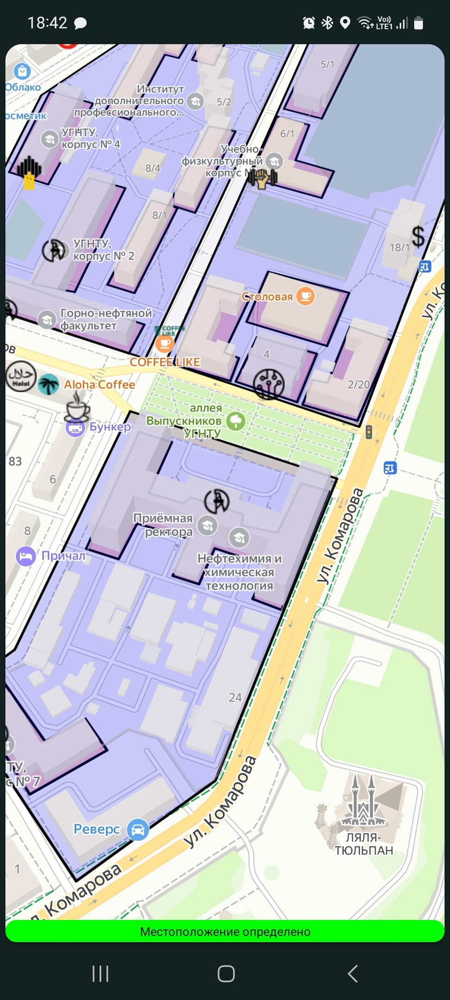 18:42
Vo))
LTE1
5/1
Облако
Институт
дополнительного
профессионального...
5/2
осметик
УГНТУ,
корпус № 4
6/1
Учебно-
физкультурный
корпус
8/4
8/1
УГНТУ,
корпус № 2
$
18/1
Столовая
ул. Ко
Горно-нефтяной
факультет
COFFEE
LIKE
ов
4
COFFEE LIKE
حلال
Halal
Aloha Coffee
2/20
аллея
Выпускников
УГНТУ
Бункер
83
6
ул. Комарова
Приёмная
ректора
8
Причал
Нефтехимия и
химическая
технология
24
ТУ,
с № 7
ул. Комарова
Реверс
ЛЯЛЯ-
ТЮЛЬПАН
1
л. Комарова
Местоположение определено